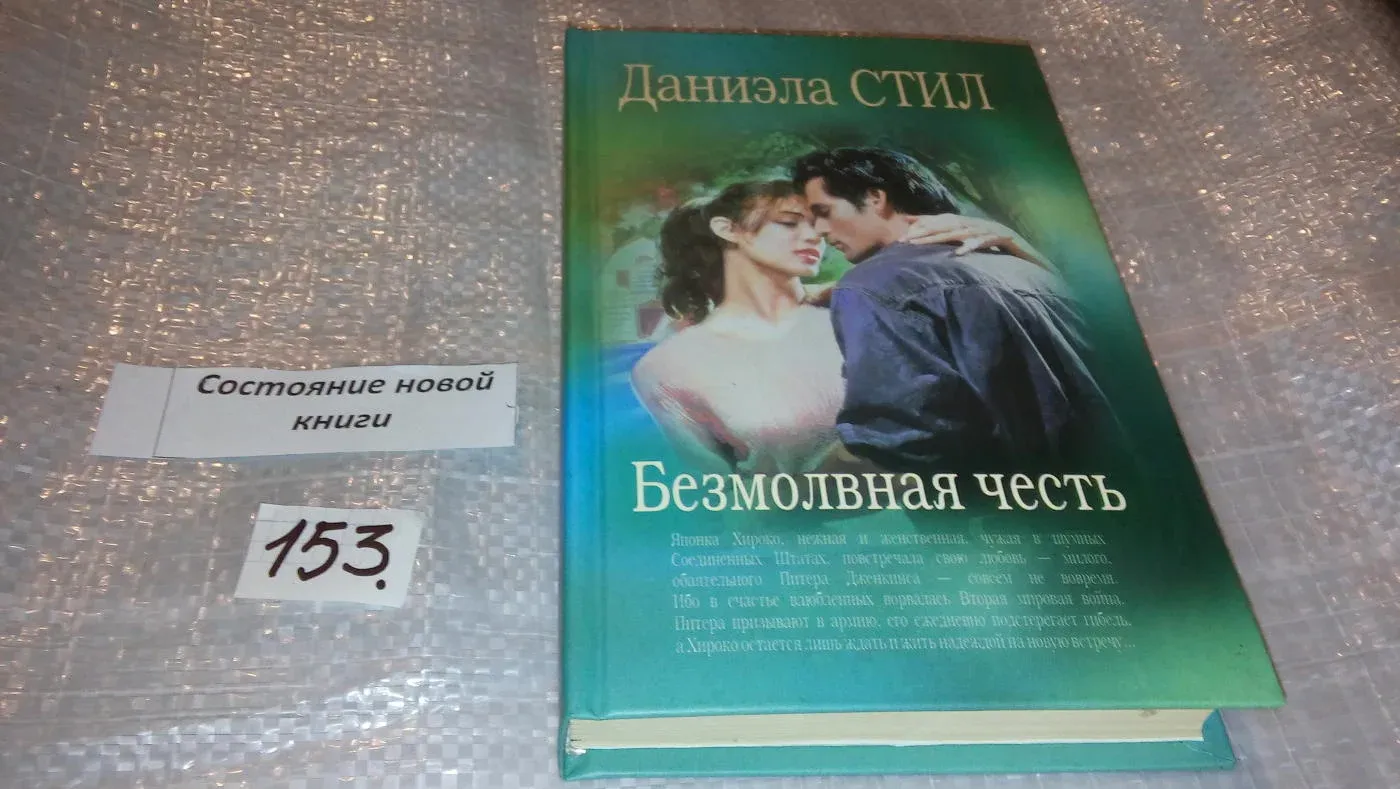 Даниэла СТИЛ
Состояние новой
книги
153.
Безмолвная честь
Японка Хироко, нежная и женственная, чужая в шумных
Соединенных Штатах, повстречала свою любовь — милого,
обаятельного Питера Дженкинса — совсем не вовремя.
Ибо в счастье влюбленных ворвалась Вторая мировая война,
Питера призывают в армию, его ежедневно подстерегает гибель,
а Хироко остается лишь ждать и жить надеждой на новую встречу...